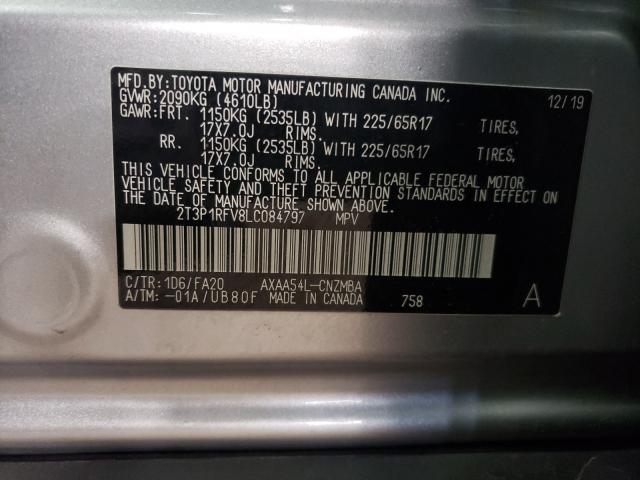 MFD.BY:TOYOTA MOTOR MANUFACTURING CANADA INC.
GVWR:2090KG (4610LB) 12/19
GAWR:FRT. 1150KG (2535LB) WITH 225/65R17 TIRES,
17X7.0J RIMS.
RR. 1150KG (2535LB) WITH 225/65R17 TIRES,
17X7.0J RIMS.
THIS VEHICLE CONFORMS TO ALL APPLICABLE FEDERAL MOTOR
VEHICLE SAFETY AND THEFT PREVENTION STANDARDS IN EFFECT
ON THE DATE OF MANUFACTURE SHOWN ABOVE.
2T3P1RFV8LC084797 MPV
C/TR:1D6/FA20 AXAA54L-CNZMBA
A/TM:-01A/UB80F MADE IN CANADA 758 A